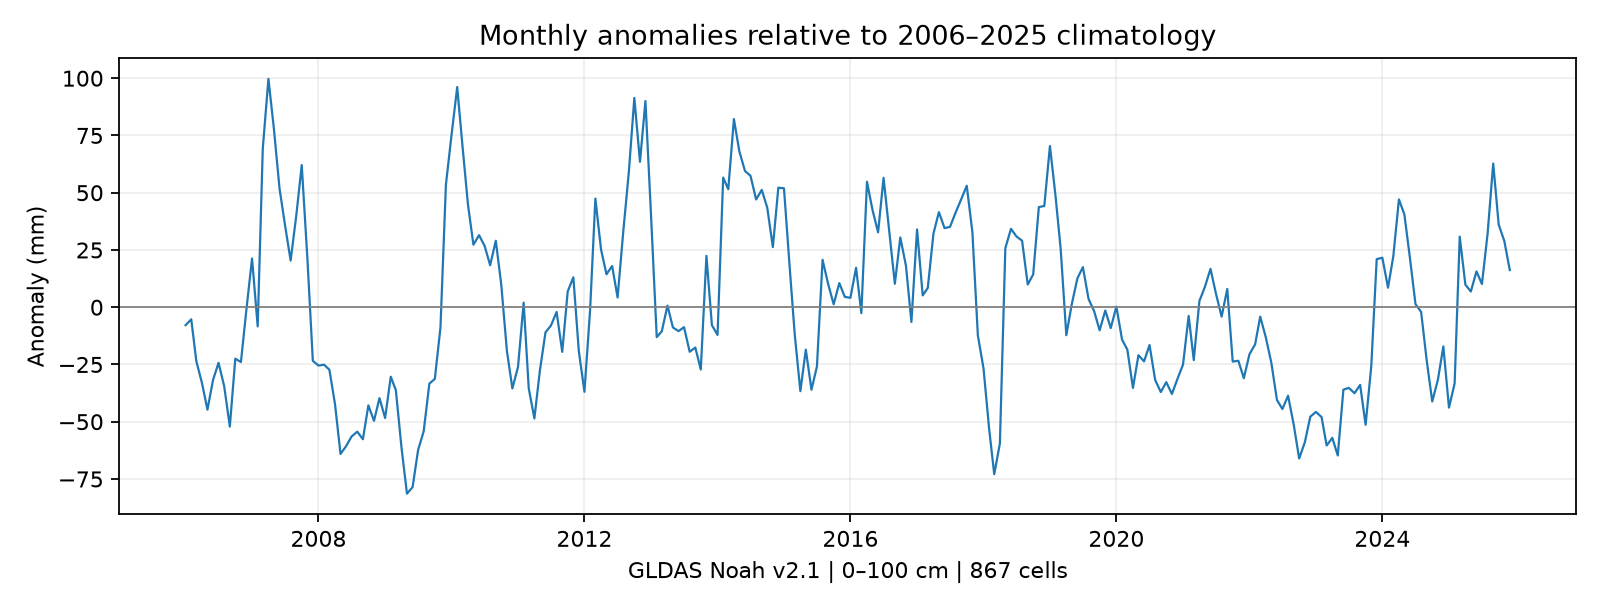 Monthly anomalies relative to 2006–2025 climatology
Anomaly (mm)
100
75
50
25
0
−25
−50
−75
2008 2012 2016 2020 2024
GLDAS Noah v2.1 | 0–100 cm | 867 cells